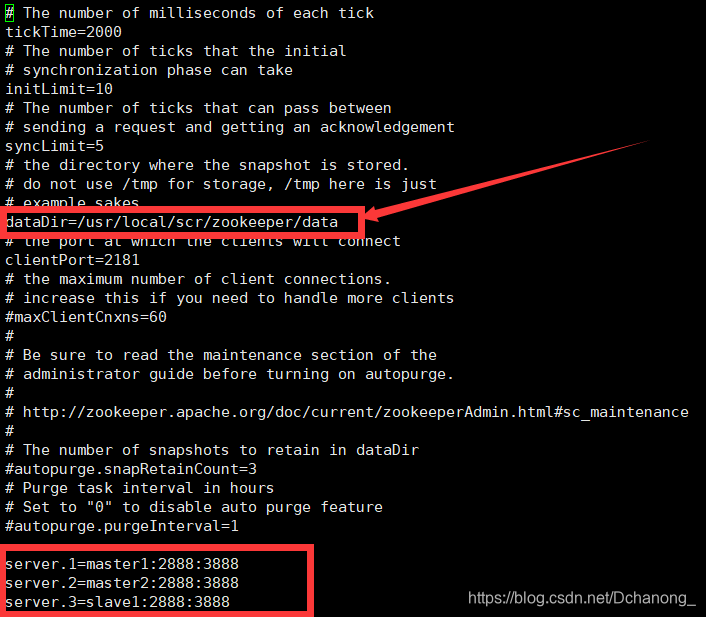 # The number of milliseconds of each tick
tickTime=2000
# The number of ticks that the initial
# synchronization phase can take
initLimit=10
# The number of ticks that can pass between
# sending a request and getting an acknowledgement
syncLimit=5
# the directory where the snapshot is stored.
# do not use /tmp for storage, /tmp here is just
# example sakes
dataDir=/usr/local/scr/zookeeper/data
# the port at which the clients will connect
clientPort=2181
# the maximum number of client connections.
# increase this if you need to handle more clients
#maxClientCnxns=60
#
# Be sure to read the maintenance section of the
# administrator guide before turning on autopurge.
#
# http://zookeeper.apache.org/doc/current/zookeeperAdmin.html#sc_maintenance
#
# The number of snapshots to retain in dataDir
#autopurge.snapRetainCount=3
# Purge task interval in hours
# Set to "0" to disable auto purge feature
#autopurge.purgeInterval=1
server.1=master1:2888:3888
server.2=master2:2888:3888
server.3=slave1:2888:3888
https://blog.csdn.net/Dchanong_